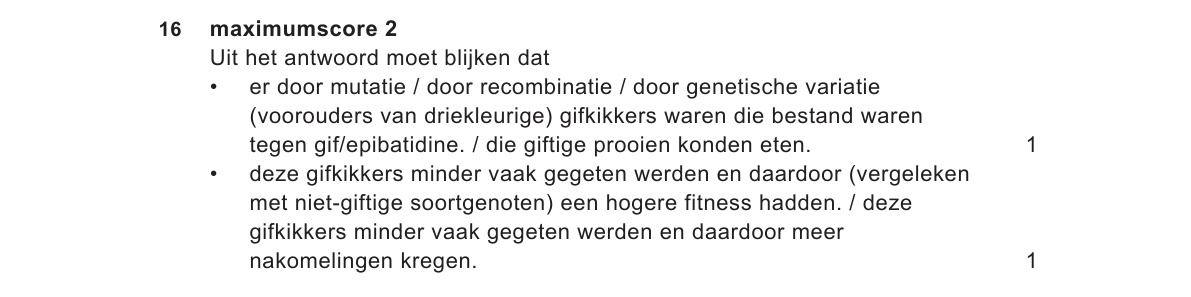 16 maximumscore 2
Uit het antwoord moet blijken dat
• er door mutatie / door recombinatie / door genetische variatie
(voorouders van driekleurige) gifkikkers waren die bestand waren
tegen gif/epibatidine. / die giftige prooien konden eten. 1
• deze gifkikkers minder vaak gegeten werden en daardoor (vergeleken
met niet-giftige soortgenoten) een hogere fitness hadden. / deze
gifkikkers minder vaak gegeten werden en daardoor meer
nakomelingen kregen. 1